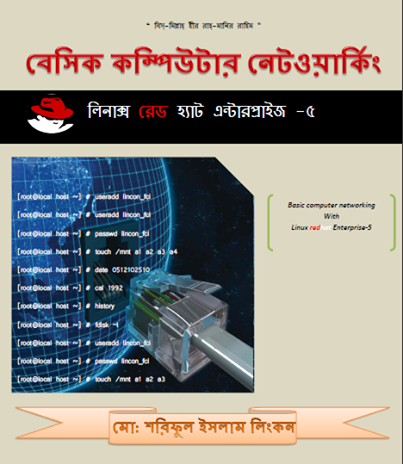 " বিস্-মিল্লাহ্ হীর রাহ্-মানির রাহিম "
বেসিক কম্পিউটার নেটওয়ার্কিং
লিনাক্স রেড হ্যাট এন্টারপ্রাইজ -৫
[root@local host ~] # useradd lincon_fcl
[root@local host ~] # useradd lincon_fcl
[root@local host ~] # passwd lincon_fcl
[root@local host ~] # touch /mnt a1 a2 a3 a4
[root@local host ~] # date 0512102510
[root@local host ~] # cal 1992
[root@local host ~] # history
[root@local host ~] # fdisk -l
[root@local host ~] # useradd lincon_fcl
[root@local host ~] # passwd lincon_fcl
[root@local host ~] # touch /mnt a1 a2 a3
Basic computer networking
With
Linux red hat Enterprise-5
মো: শরিফুল ইসলাম লিংকন